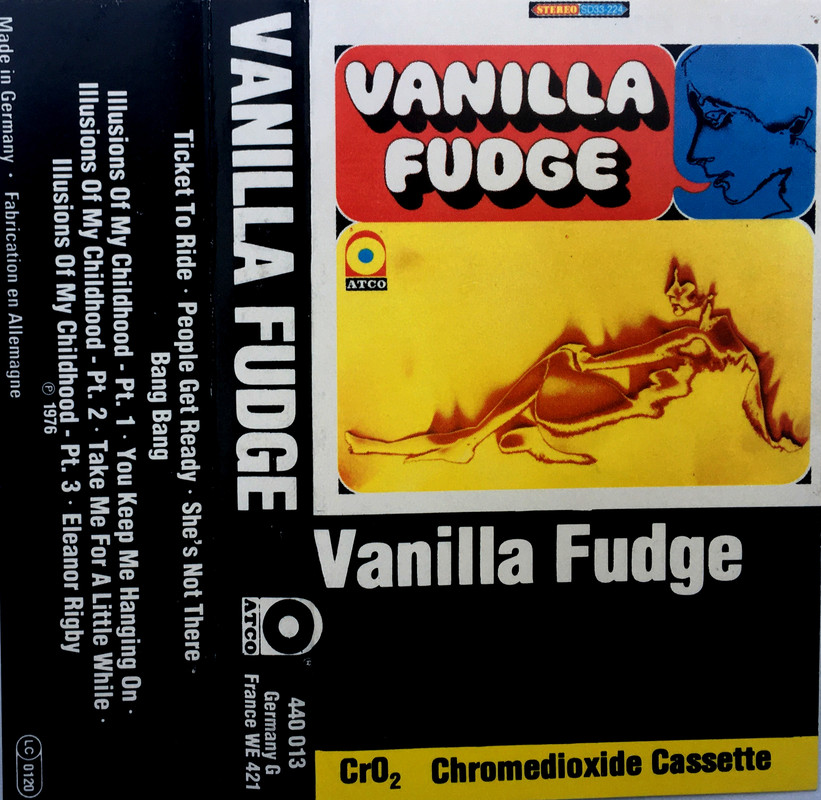 STEREO SD33-224
VANILLA
FUDGE
ATCO
Vanilla Fudge
CrO₂ Chromedioxide Cassette
VANILLA FUDGE
ATCO
440 013
Germany G
France WE 421
Ticket To Ride · People Get Ready · She's Not There ·
Bang Bang
Illusions Of My Childhood - Pt. 1 · You Keep Me Hanging On ·
Illusions Of My Childhood - Pt. 2 · Take Me For A Little While ·
Illusions Of My Childhood - Pt. 3 · Eleanor Rigby
℗ 1976
Made in Germany · Fabrication en Allemagne
LC 0120